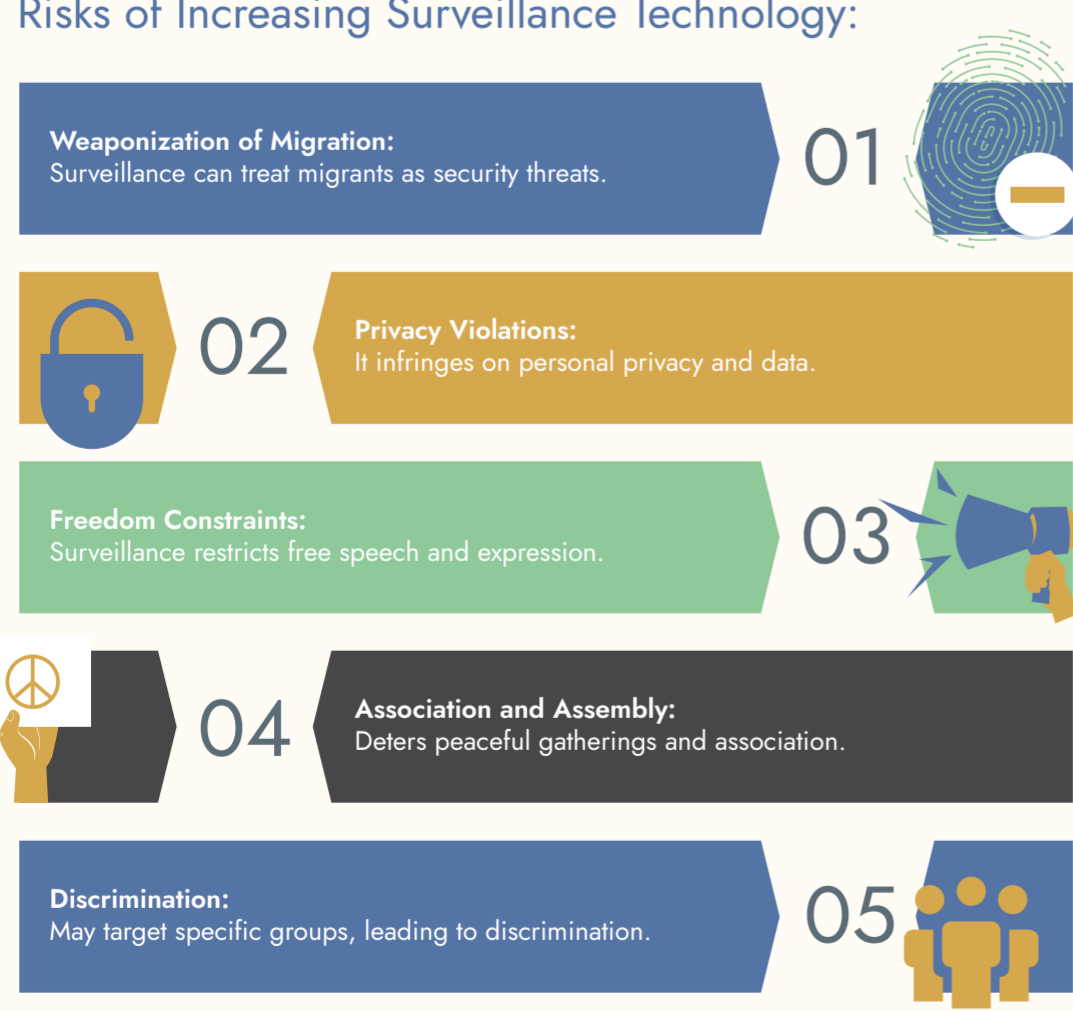 Risks of Increasing Surveillance Technology:
Weaponization of Migration:
Surveillance can treat migrants as security threats.
01
02
Privacy Violations:
It infringes on personal privacy and data.
Freedom Constraints:
Surveillance restricts free speech and expression.
03
04
Association and Assembly:
Deters peaceful gatherings and association.
Discrimination:
May target specific groups, leading to discrimination.
05